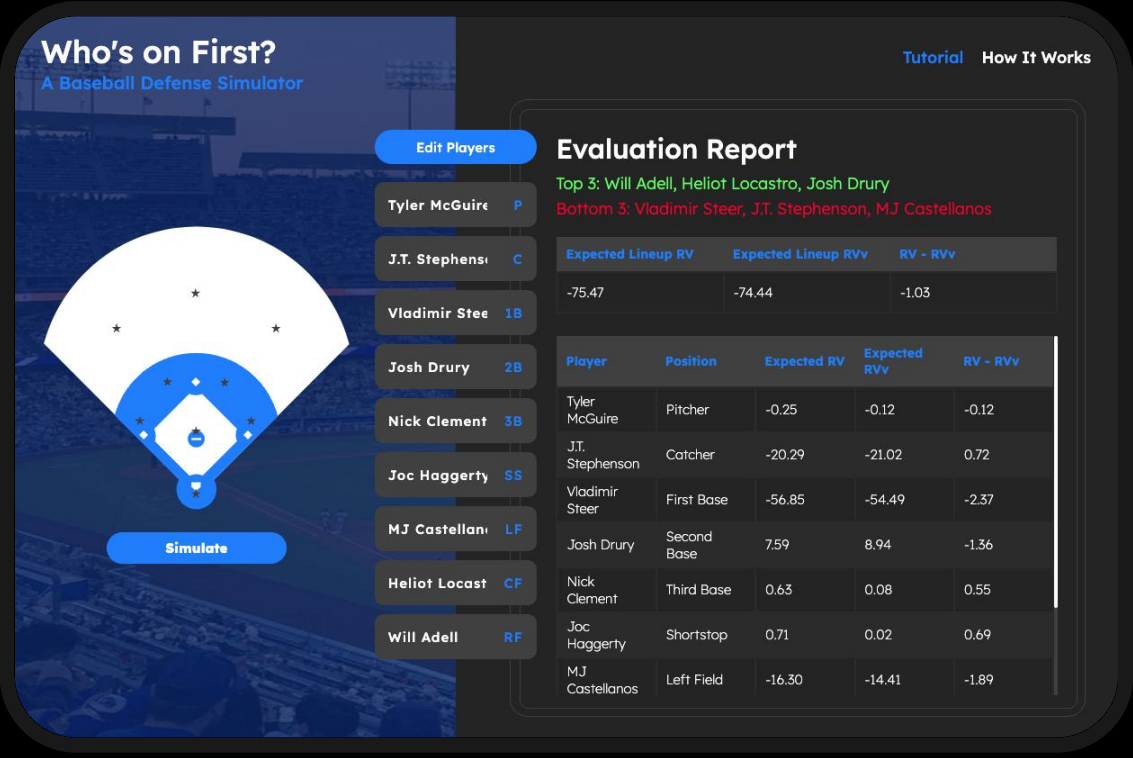 Who's on First?
A Baseball Defense Simulator
Tutorial How It Works
Edit Players
Tyler McGuire P
J.T. Stephens C
Vladimir Stee 1B
Josh Drury 2B
Nick Clement 3B
Joc Haggerty SS
MJ Castellan LF
Heliot Locast CF
Will Adell RF
Simulate
Evaluation Report
Top 3: Will Adell, Heliot Locastro, Josh Drury
Bottom 3: Vladimir Steer, J.T. Stephenson, MJ Castellanos
Expected Lineup RV Expected Lineup RVv RV - RVv
-75.47 -74.44 -1.03
Player Position Expected RV Expected RVv RV - RVv
Tyler McGuire Pitcher -0.25 -0.12 -0.12
J.T. Stephenson Catcher -20.29 -21.02 0.72
Vladimir Steer First Base -56.85 -54.49 -2.37
Josh Drury Second Base 7.59 8.94 -1.36
Nick Clement Third Base 0.63 0.08 0.55
Joc Haggerty Shortstop 0.71 0.02 0.69
MJ Castellanos Left Field -16.30 -14.41 -1.89